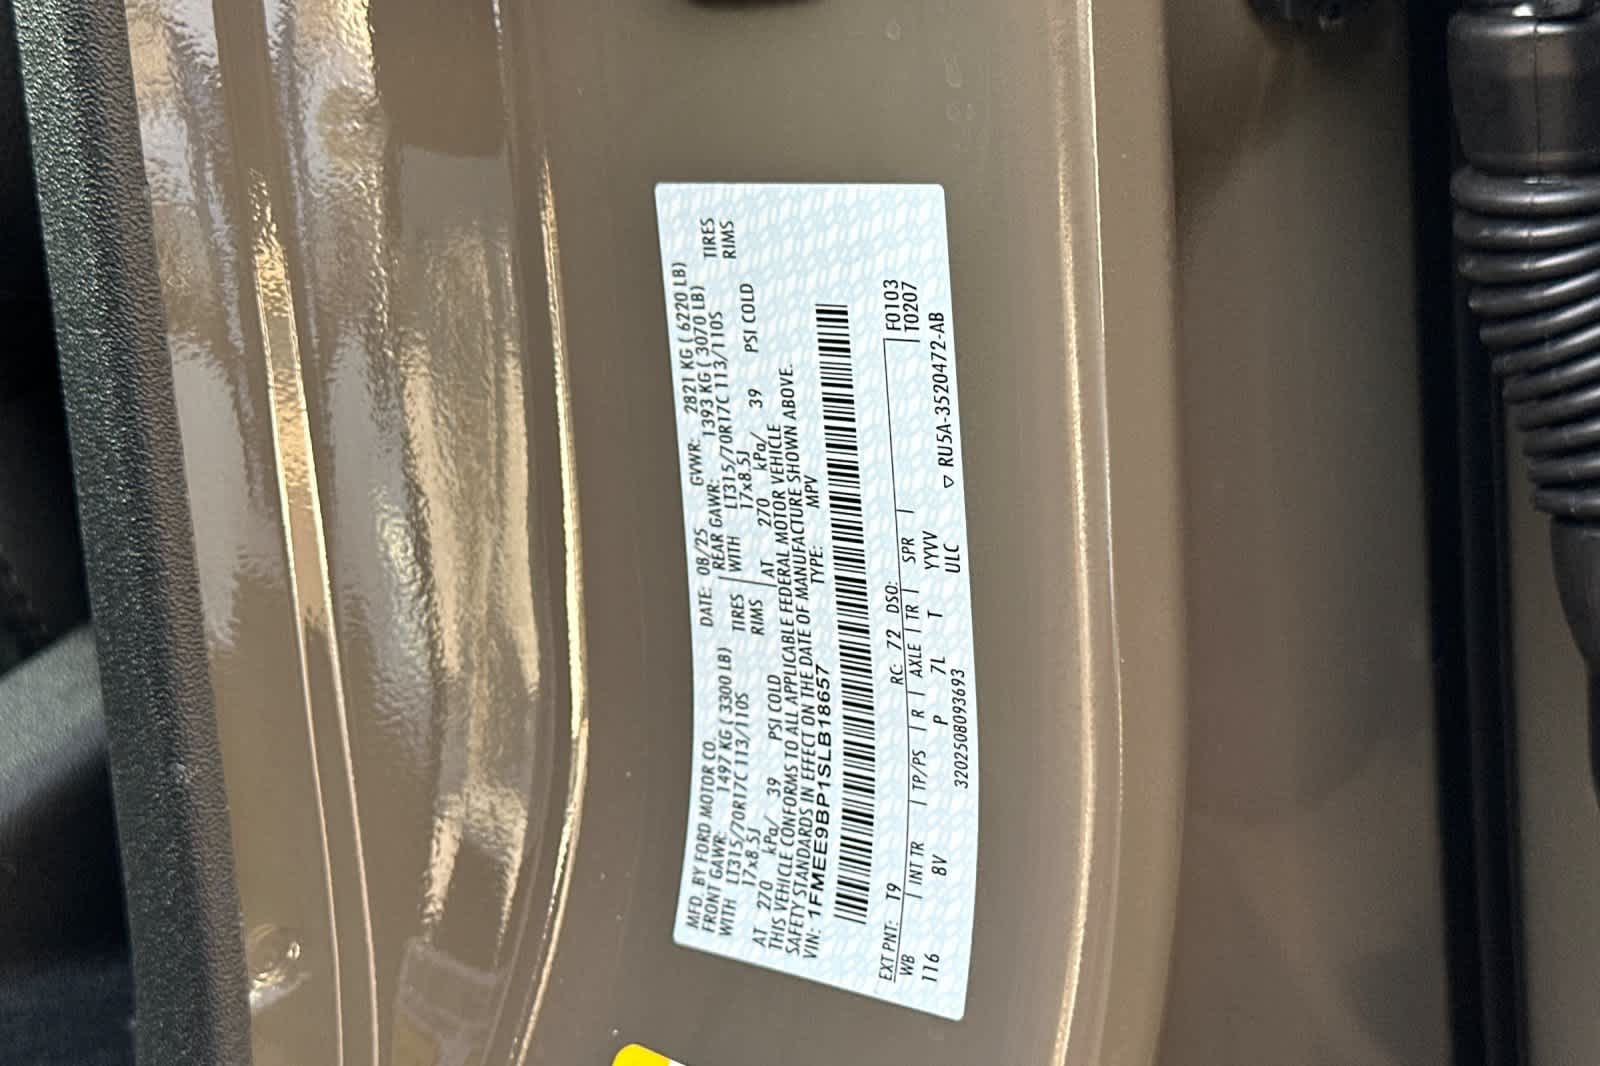 MFD. BY FORD MOTOR CO. DATE: 08/25 GVWR: 2821 KG ( 6220 LB)
FRONT GAWR: 1497 KG ( 3300 LB) REAR GAWR: 1393 KG ( 3070 LB)
WITH LT315/70R17C 113/110S TIRES WITH LT315/70R17C 113/110S TIRES
17x8.5J RIMS 17x8.5J RIMS
AT 270 kPa/ 39 PSI COLD AT 270 kPa/ 39 PSI COLD
THIS VEHICLE CONFORMS TO ALL APPLICABLE FEDERAL MOTOR VEHICLE
SAFETY STANDARDS IN EFFECT ON THE DATE OF MANUFACTURE SHOWN ABOVE.
VIN: 1FMEE9BP1SLB18657 TYPE: MPV
EXT PNT: T9 RC: 72 DSO: F0103
WB INT TR TP/PS R AXLE TR SPR T0207
116 8V P 7L T YYVV
ULC ▽ RU5A-3520472-AB
3202508093693